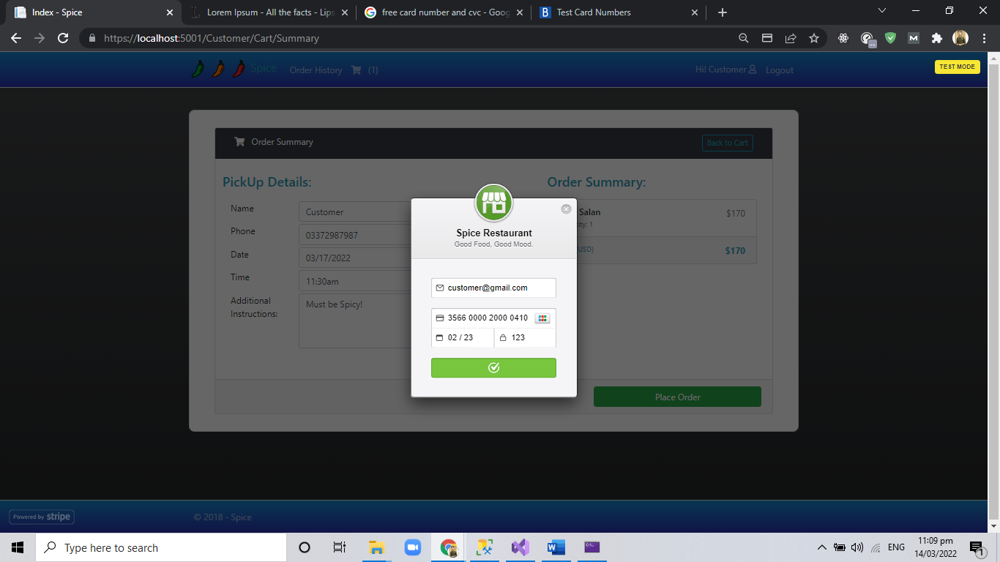 Index - Spice
Lorem Ipsum - All the facts - Lips
free card number and cvc - Goog
Test Card Numbers
https://localhost:5001/Customer/Cart/Summary
Spice
Order History
(1)
Hi! Customer
Logout
TEST MODE
Order Summary
Back to Cart
PickUp Details:
Order Summary:
Name
Customer
Phone
03372987987
Date
03/17/2022
Time
11:30am
Additional
Instructions:
Must be Spicy!
Salan
$170
tity: 1
USD)
$170
Spice Restaurant
Good Food, Good Mood.
customer@gmail.com
3566 0000 2000 0410
02 / 23
123
Place Order
Powered by stripe
© 2018 - Spice
Type here to search
ENG
11:09 pm
14/03/2022
1